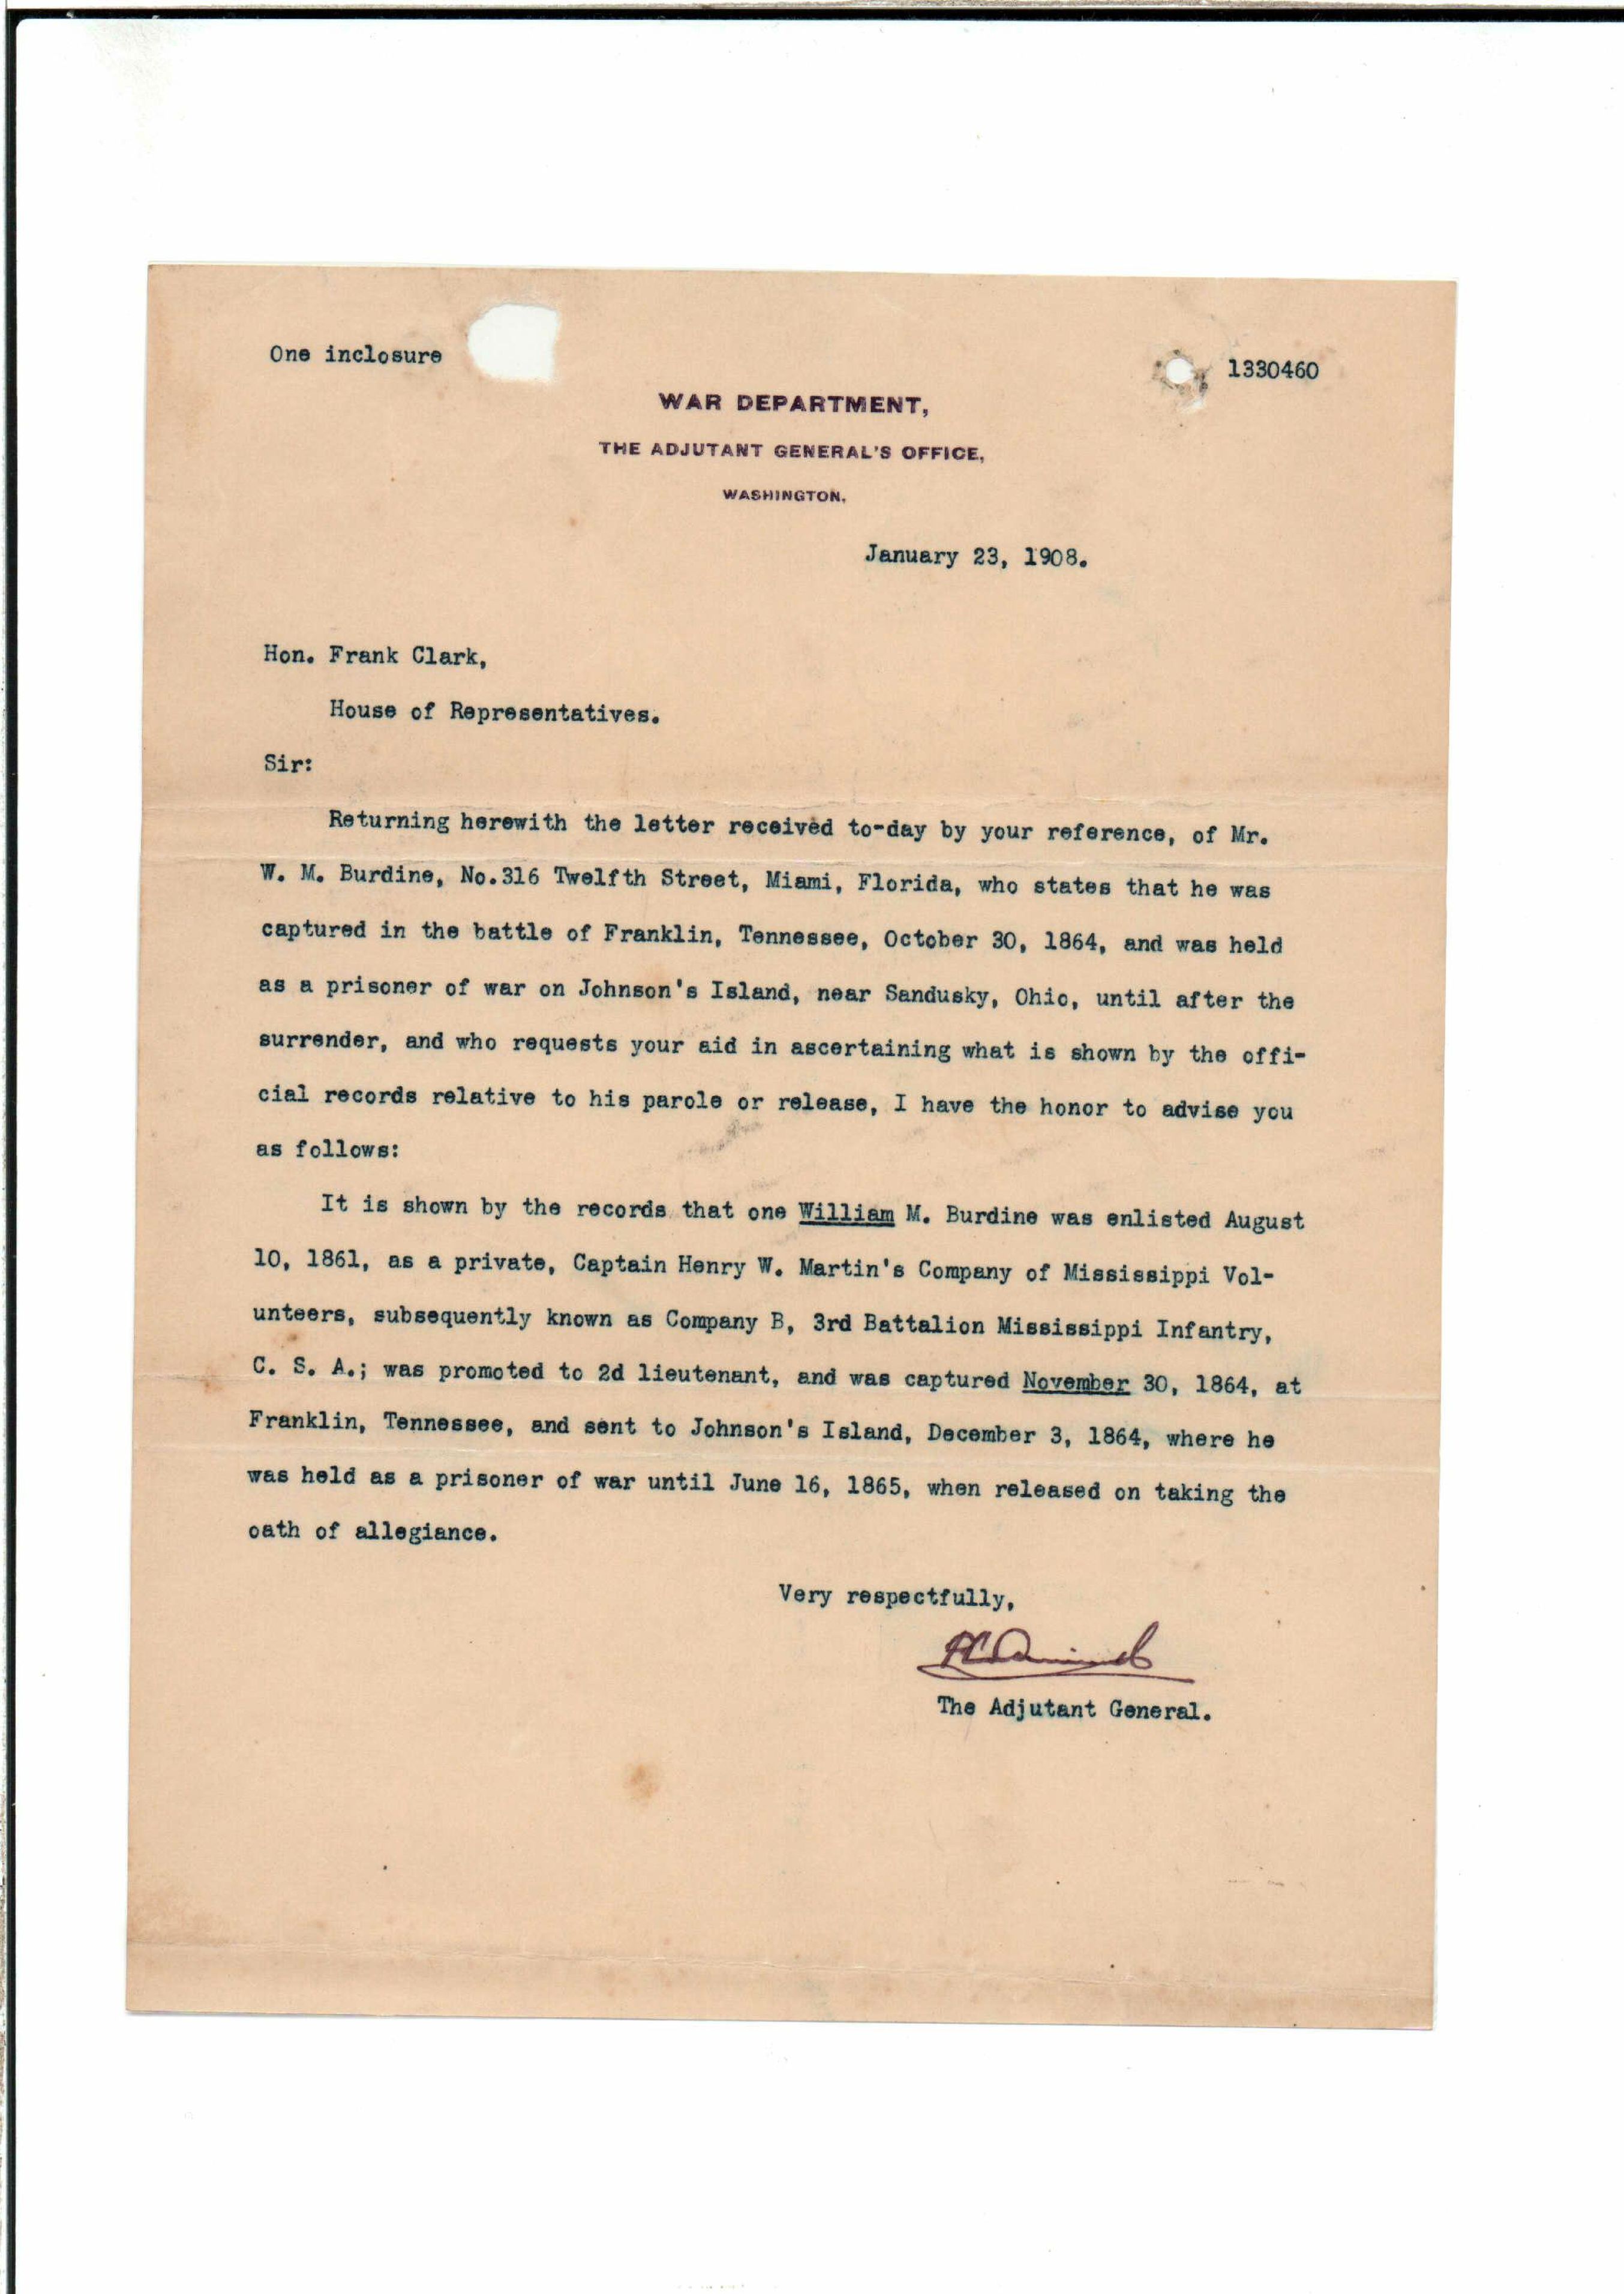 One inclosure
1330460
WAR DEPARTMENT,
THE ADJUTANT GENERAL'S OFFICE,
WASHINGTON.
January 23, 1908.
Hon. Frank Clark,
House of Representatives.
Sir:
Returning herewith the letter received to-day by your reference, of Mr.
W. M. Burdine, No.316 Twelfth Street, Miami, Florida, who states that he was
captured in the battle of Franklin, Tennessee, October 30, 1864, and was held
as a prisoner of war on Johnson's Island, near Sandusky, Ohio, until after the
surrender, and who requests your aid in ascertaining what is shown by the offi-
cial records relative to his parole or release, I have the honor to advise you
as follows:
It is shown by the records that one William M. Burdine was enlisted August
10, 1861, as a private, Captain Henry W. Martin's Company of Mississippi Vol-
unteers, subsequently known as Company B, 3rd Battalion Mississippi Infantry,
C. S. A.; was promoted to 2d lieutenant, and was captured November 30, 1864, at
Franklin, Tennessee, and sent to Johnson's Island, December 3, 1864, where he
was held as a prisoner of war until June 16, 1865, when released on taking the
oath of allegiance.
Very respectfully,
The Adjutant General.